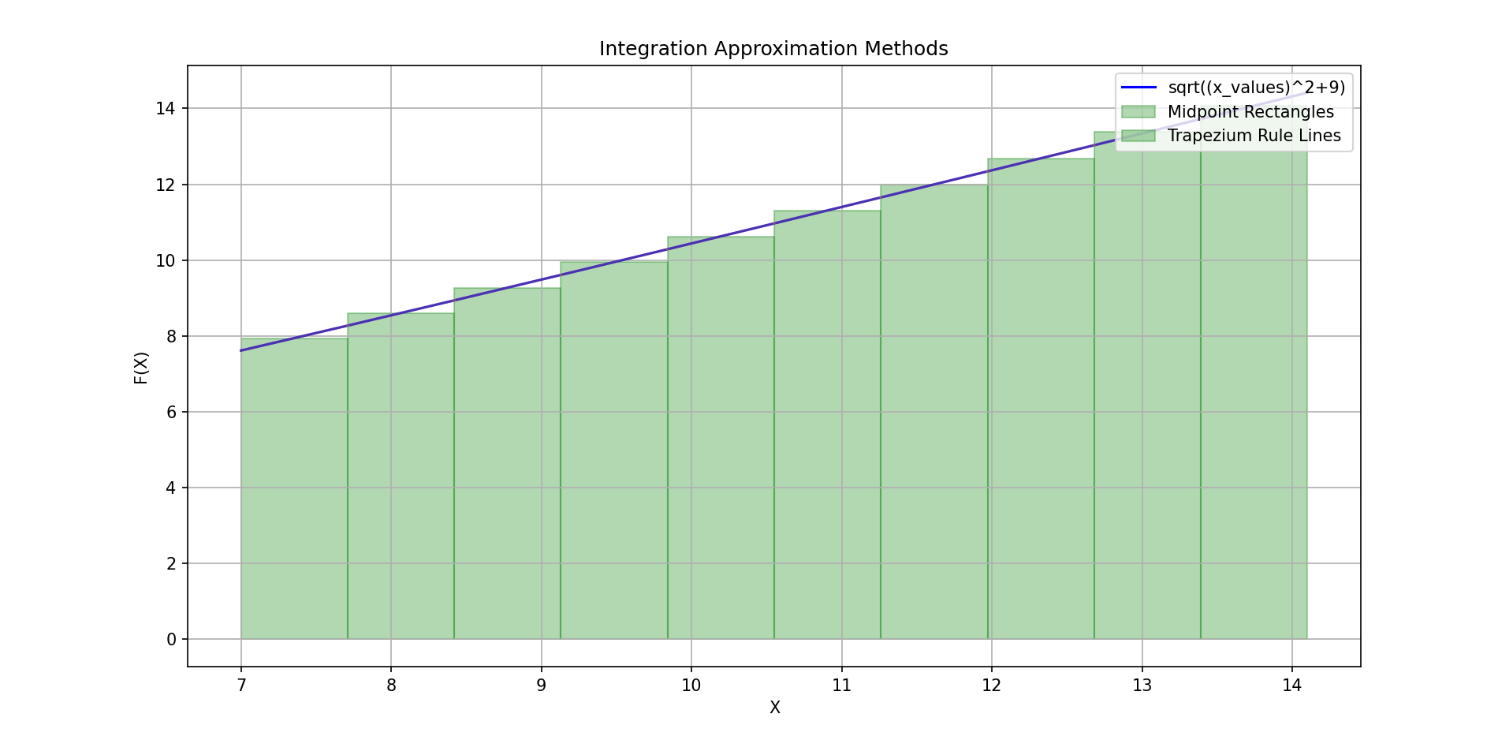 Integration Approximation Methods
sqrt((x_values)^2+9)
Midpoint Rectangles
Trapezium Rule Lines
14
12
10
8
6
4
2
0
F(X)
7 8 9 10 11 12 13 14
X